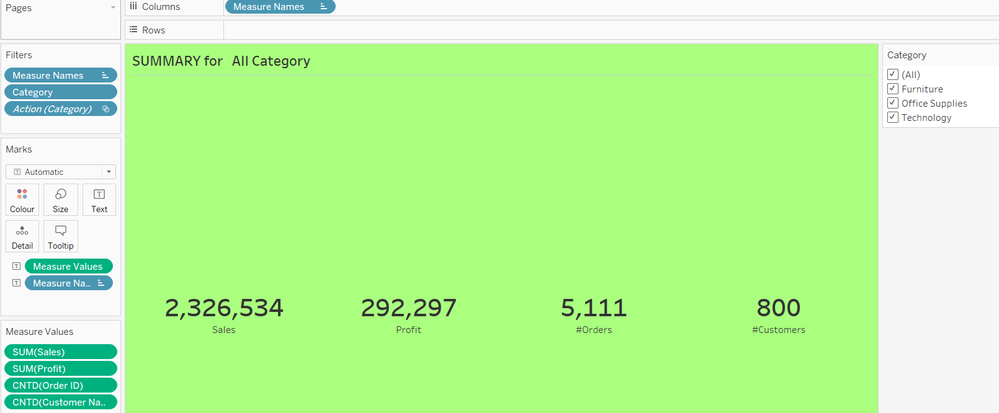 Pages
Columns
Measure Names
Rows
Filters
Measure Names
Category
Action (Category)
Marks
Automatic
Colour
Size
Text
Detail
Tooltip
Measure Values
Measure Na..
Measure Values
SUM(Sales)
SUM(Profit)
CNTD(Order ID)
CNTD(Customer Na..
SUMMARY for All Category
2,326,534
Sales
292,297
Profit
5,111
#Orders
800
#Customers
Category
(All)
Furniture
Office Supplies
Technology